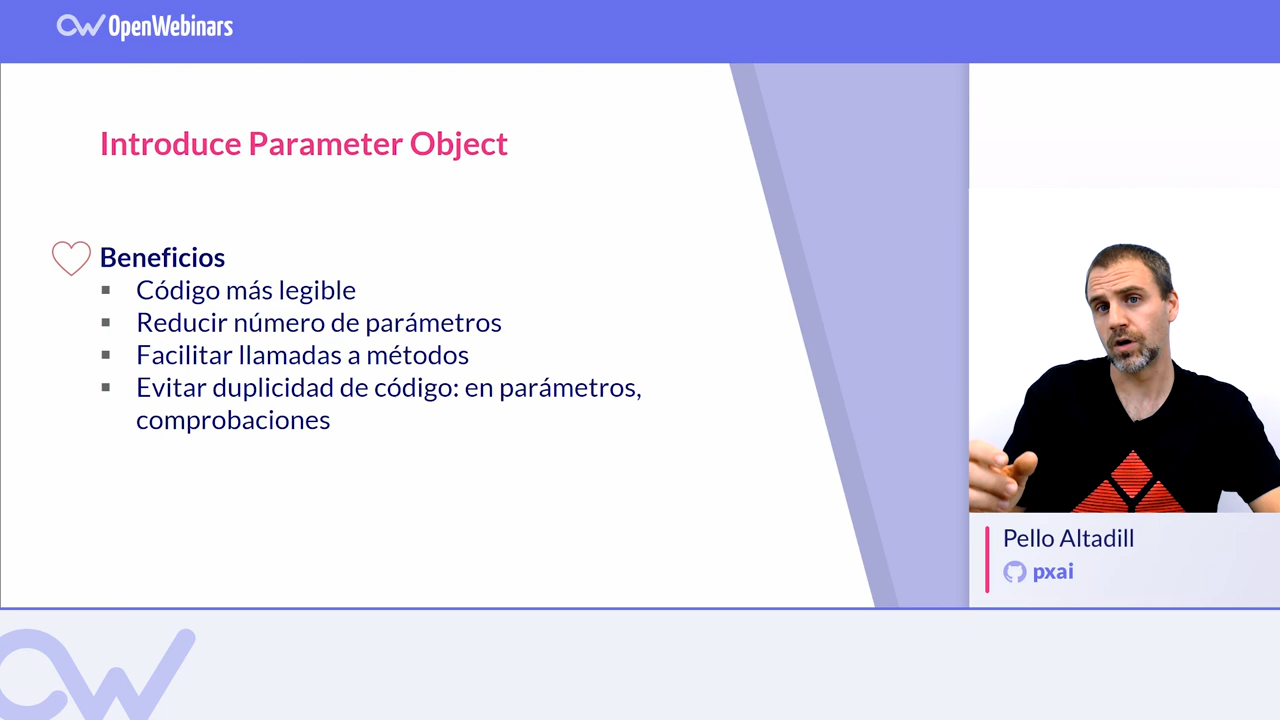 OpenWebinars
Introduce Parameter Object
Beneficios
▪ Código más legible
▪ Reducir número de parámetros
▪ Facilitar llamadas a métodos
▪ Evitar duplicidad de código: en parámetros,
comprobaciones
Pello Altadill
pxai